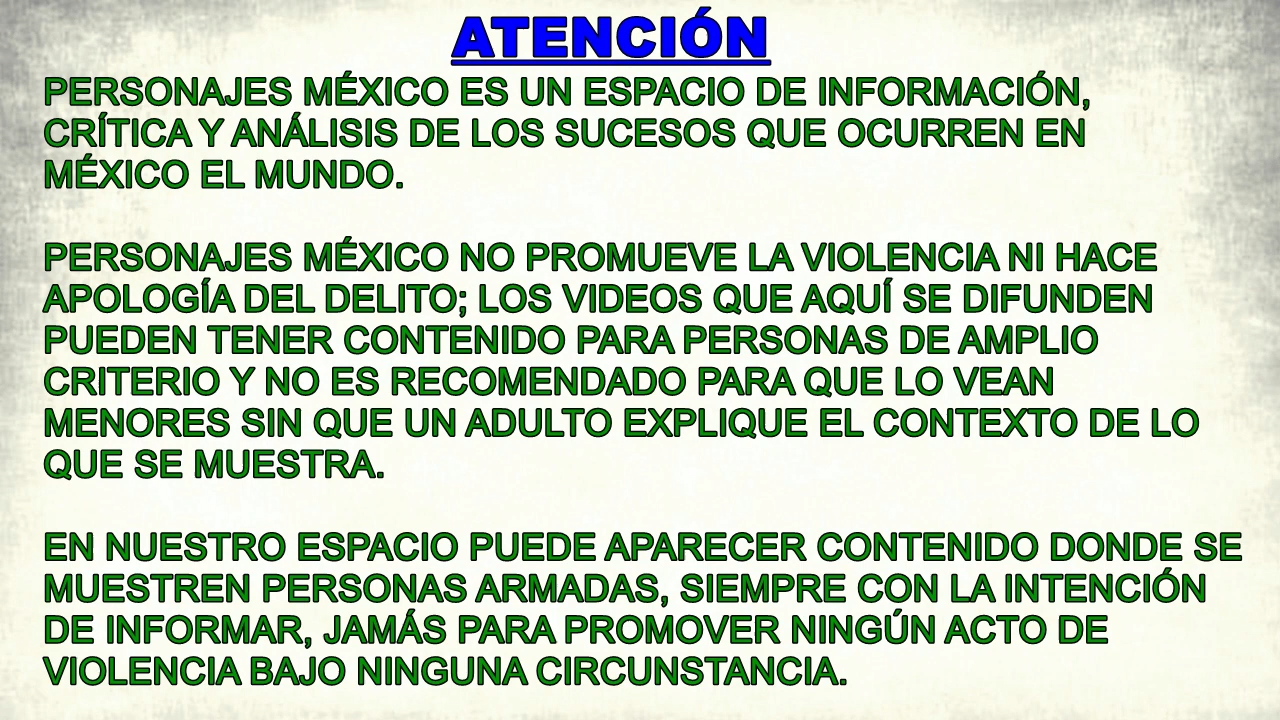 ATENCIÓN
PERSONAJES MÉXICO ES UN ESPACIO DE INFORMACIÓN,
CRÍTICA Y ANÁLISIS DE LOS SUCESOS QUE OCURREN EN
MÉXICO EL MUNDO.
PERSONAJES MÉXICO NO PROMUEVE LA VIOLENCIA NI HACE
APOLOGÍA DEL DELITO; LOS VIDEOS QUE AQUÍ SE DIFUNDEN
PUEDEN TENER CONTENIDO PARA PERSONAS DE AMPLIO
CRITERIO Y NO ES RECOMENDADO PARA QUE LO VEAN
MENORES SIN QUE UN ADULTO EXPLIQUE EL CONTEXTO DE LO
QUE SE MUESTRA.
EN NUESTRO ESPACIO PUEDE APARECER CONTENIDO DONDE SE
MUESTREN PERSONAS ARMADAS, SIEMPRE CON LA INTENCIÓN
DE INFORMAR, JAMÁS PARA PROMOVER NINGÚN ACTO DE
VIOLENCIA BAJO NINGUNA CIRCUNSTANCIA.